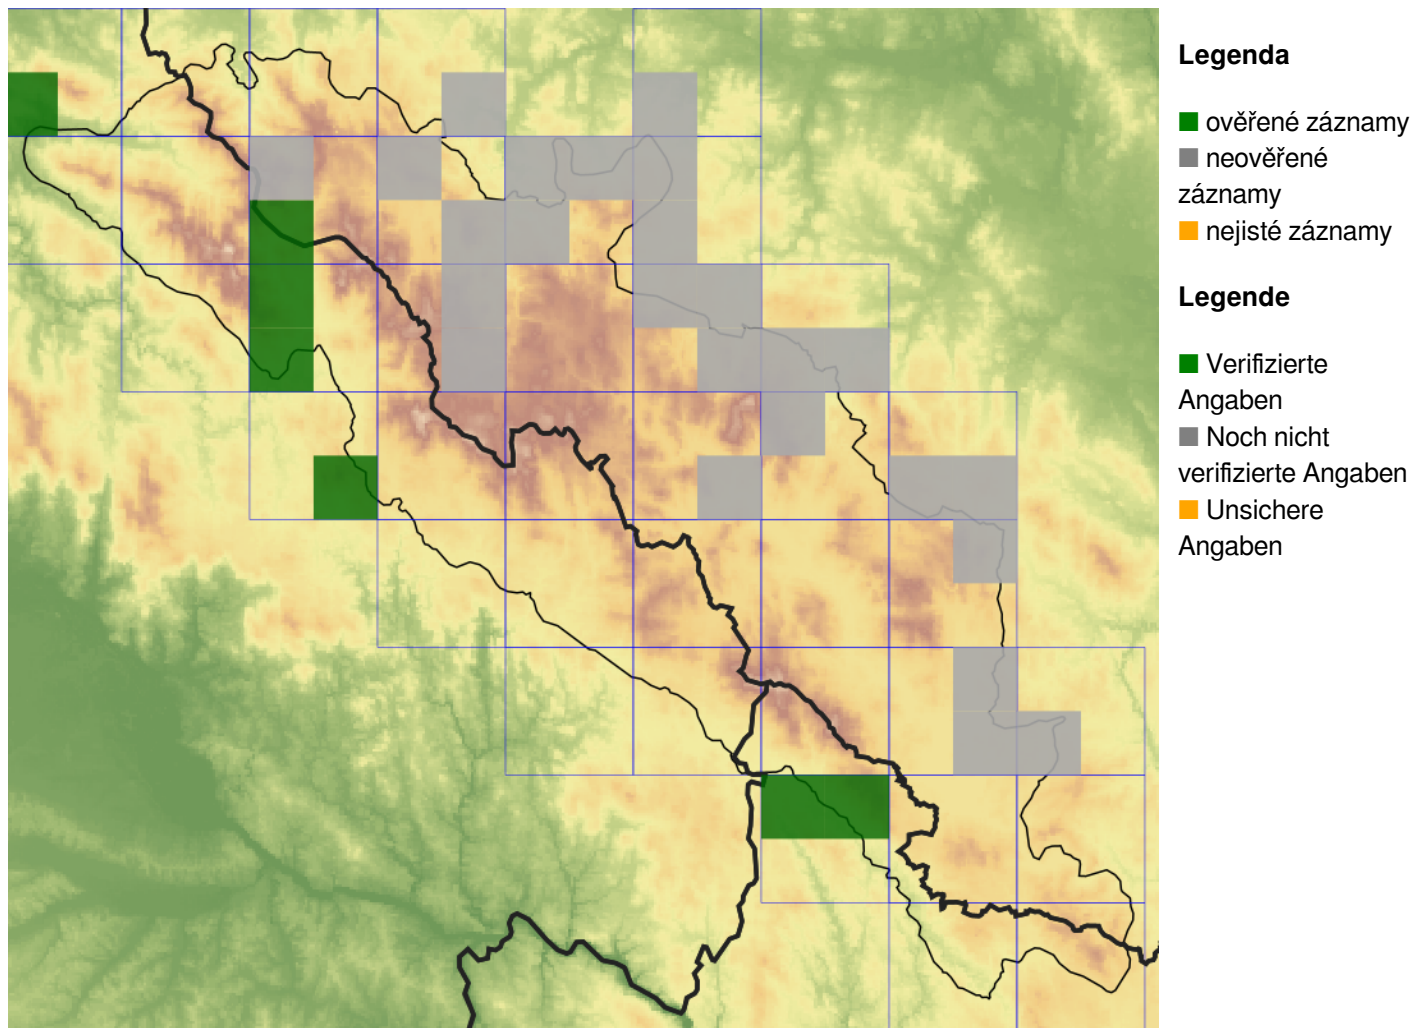 Legenda
ověřené záznamy
neověřené
záznamy
nejisté záznamy
Legende
Verifizierte
Angaben
Noch nicht
verifizierte Angaben
Unsichere
Angaben